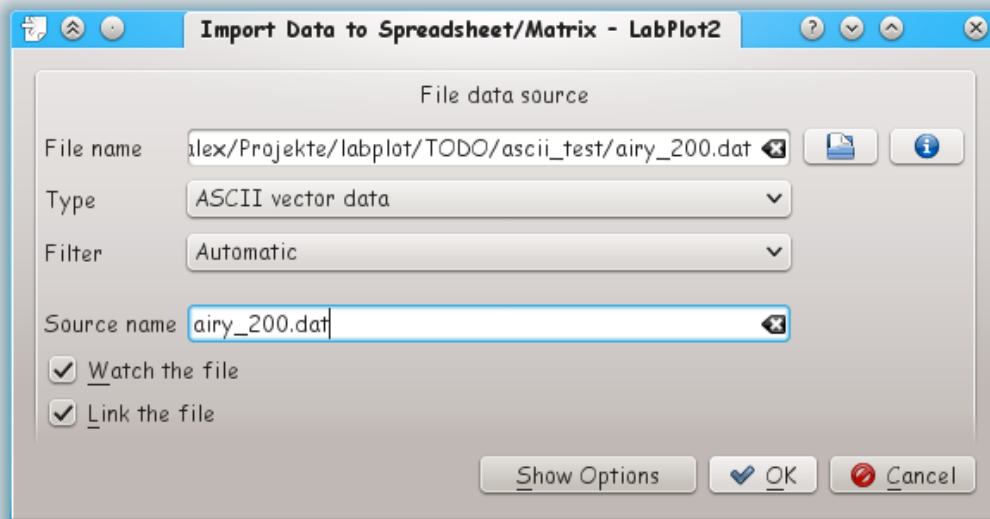 Import Data to Spreadsheet/Matrix - LabPlot2
File data source
File name alex/Projekte/labplot/TODO/ascii_test/airy_200.dat
Type ASCII vector data
Filter Automatic
Source name airy_200.dat
Watch the file
Link the file
Show Options OK Cancel